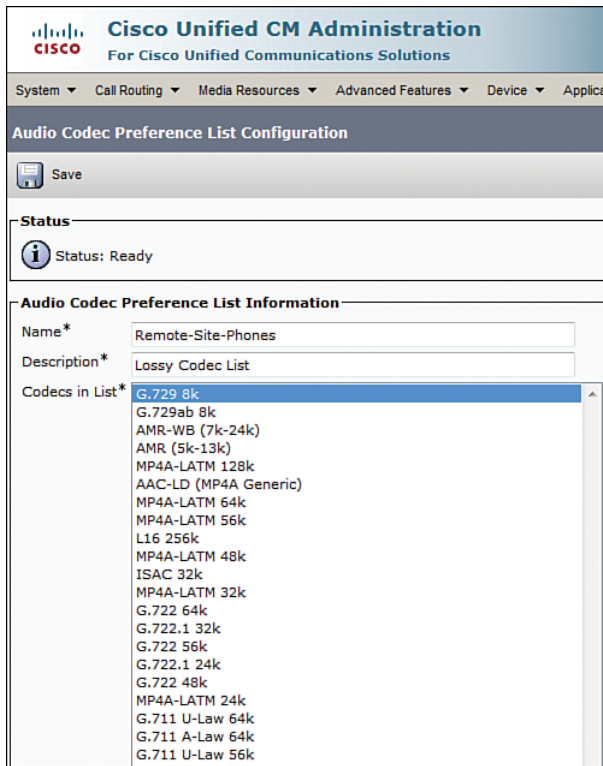 Cisco Unified CM Administration
CISCO
For Cisco Unified Communications Solutions
System Call Routing Media Resources Advanced Features Device Applica
Audio Codec Preference List Configuration
Save
Status
i Status: Ready
Audio Codec Preference List Information
Name* Remote-Site-Phones
Description* Lossy Codec List
Codecs in List* G.729 8k
G.729ab 8k
AMR-WB (7k-24k)
AMR (5k-13k)
MP4A-LATM 128k
AAC-LD (MP4A Generic)
MP4A-LATM 64k
MP4A-LATM 56k
L16 256k
MP4A-LATM 48k
ISAC 32k
MP4A-LATM 32k
G.722 64k
G.722.1 32k
G.722 56k
G.722.1 24k
G.722 48k
MP4A-LATM 24k
G.711 U-Law 64k
G.711 A-Law 64k
G.711 U-Law 56k